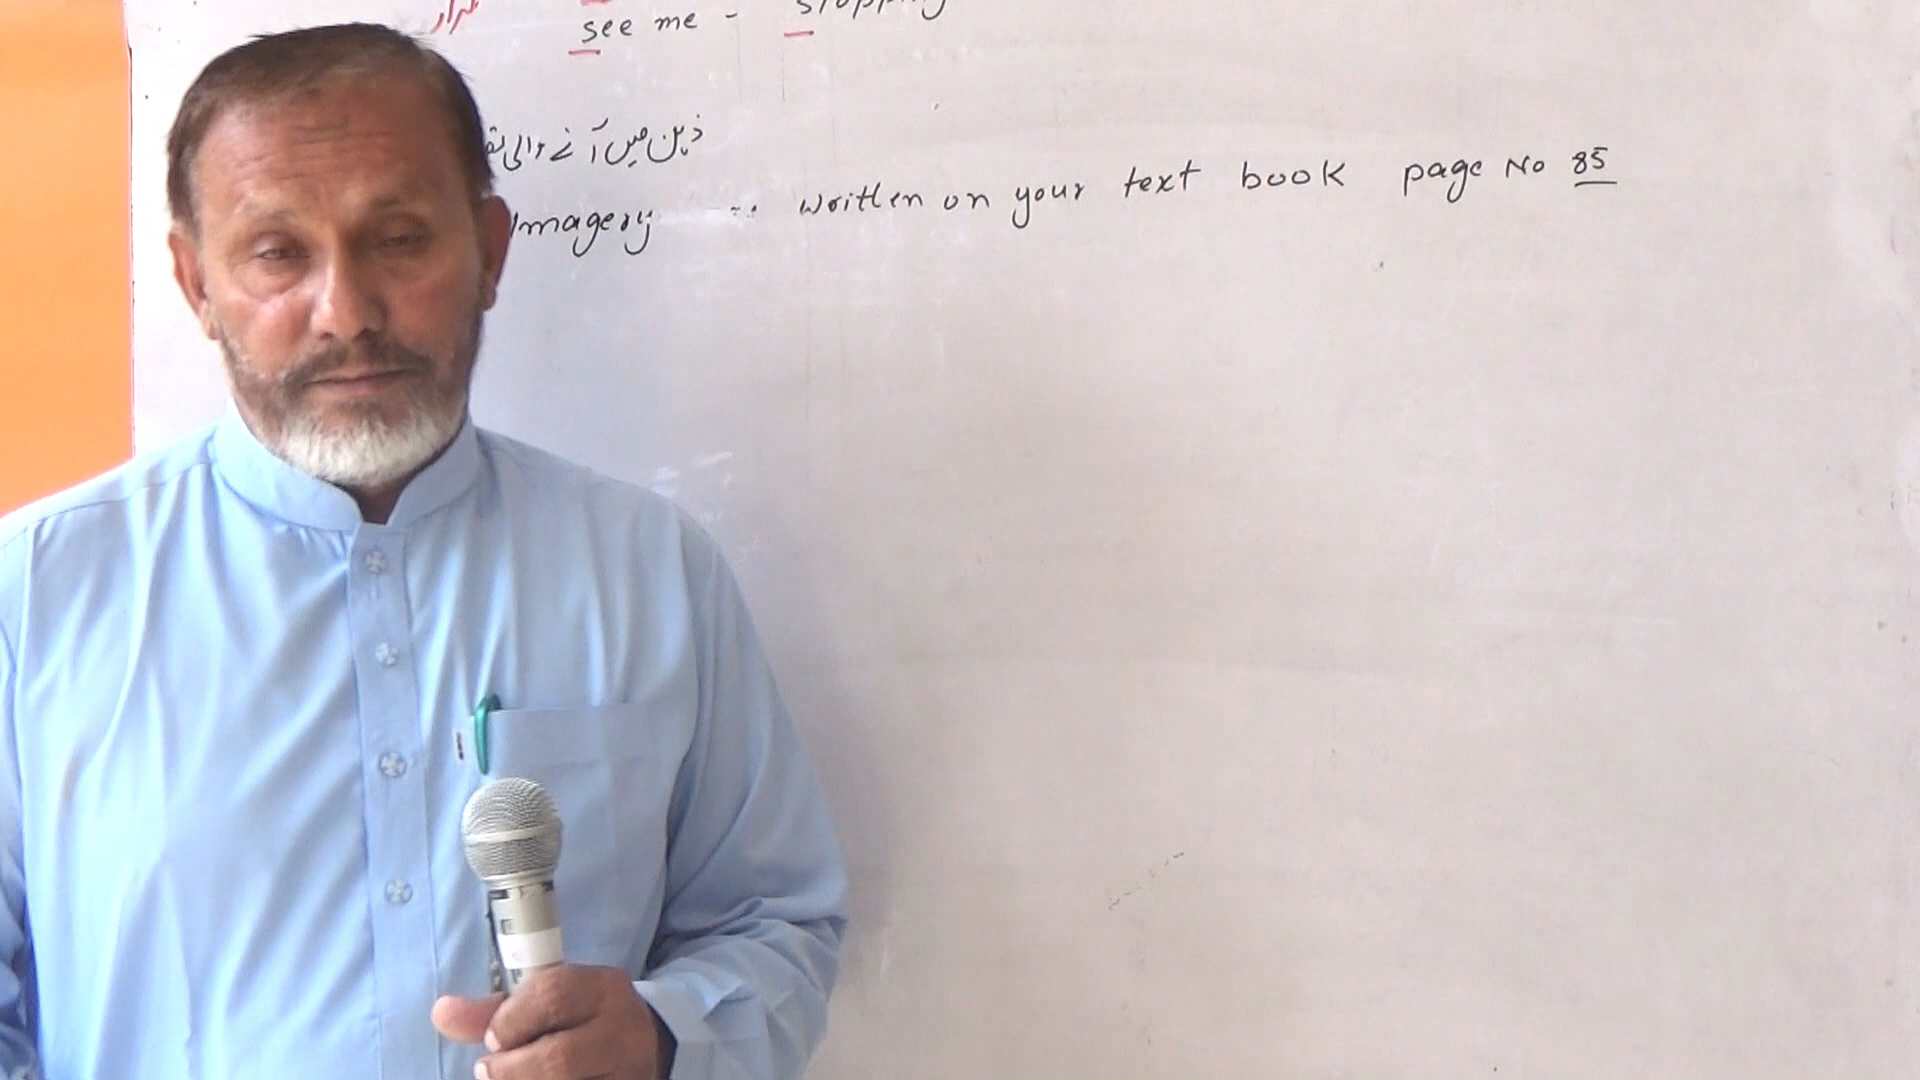 stopping
see me -
ذہن میں آنے والی
Imagery written on your text book page No 85